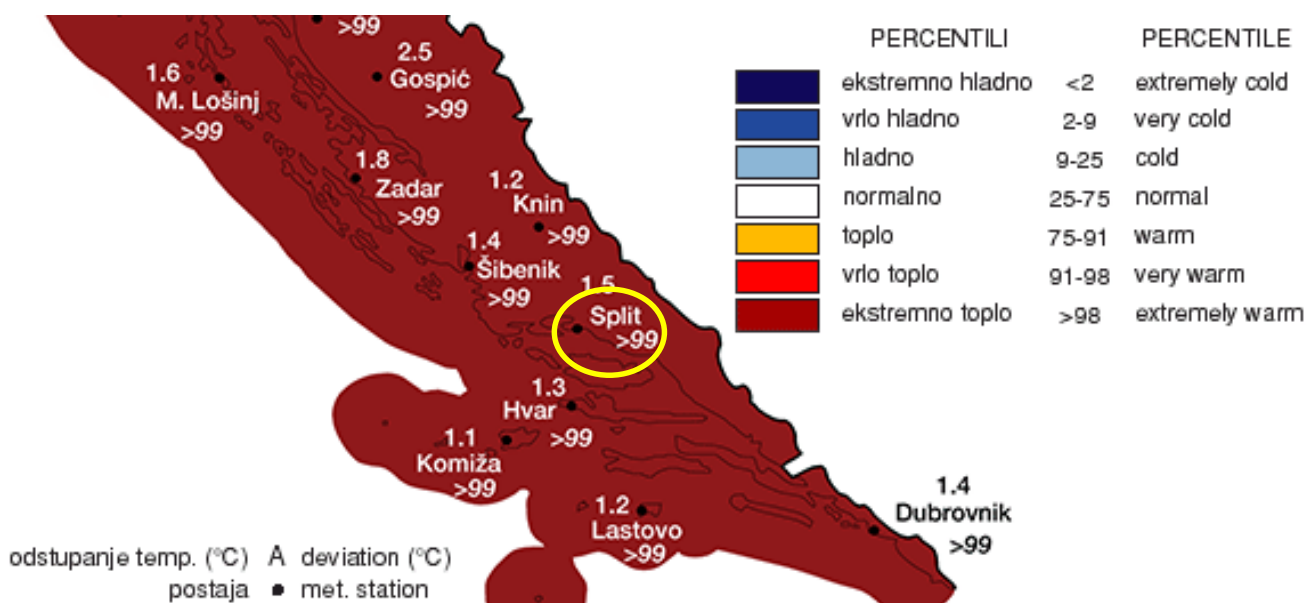 >99
2.5
Gospić
>99
1.6
M. Lošinj
>99
1.8
Zadar
>99
1.2
Knin
>99
1.4
Šibenik
>99
1.5
Split
>99
1.3
Hvar
>99
1.1
Komiža
>99
1.2
Lastovo
>99
1.4
Dubrovnik
>99
PERCENTILI PERCENTILE
ekstremno hladno <2 extremely cold
vrlo hladno 2-9 very cold
hladno 9-25 cold
normalno 25-75 normal
toplo 75-91 warm
vrlo toplo 91-98 very warm
ekstremno toplo >98 extremely warm
odstupanje temp. (°C) A deviation (°C)
postaja ● met. station